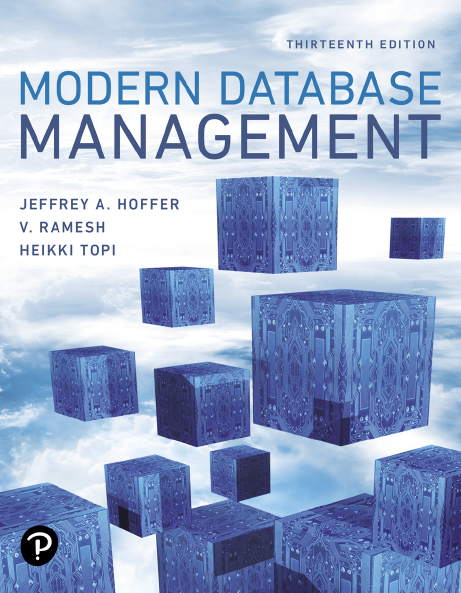 THIRTEENTH EDITION
MODERN DATABASE
MANAGEMENT
JEFFREY A. HOFFER
V. RAMESH
HEIKKI TOPI
P